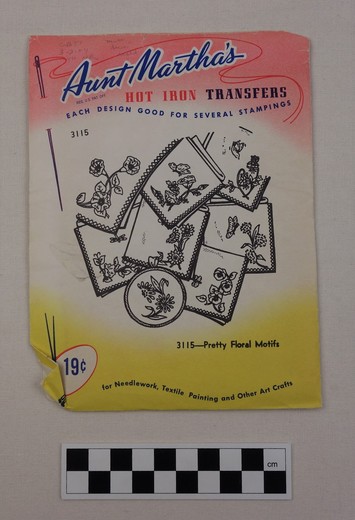 Aunt Martha's
HOT IRON TRANSFERS
EACH DESIGN GOOD FOR SEVERAL STAMPINGS
3115
3115—Pretty Floral Motifs
19¢
for Needlework, Textile Painting and Other Art Crafts
cm